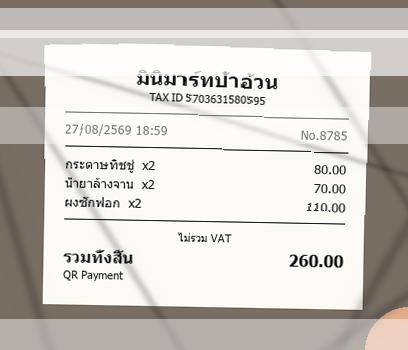 มินิมาร์ทป้าอ้วน
TAX ID 5703631580595
27/08/2569 18:59 No.8785
กระดาษทิชชู่ x2 80.00
น้ำยาล้างจาน x2 70.00
ผงซักฟอก x2 110.00
ไม่รวม VAT
รวมทั้งสิ้น 260.00
QR Payment